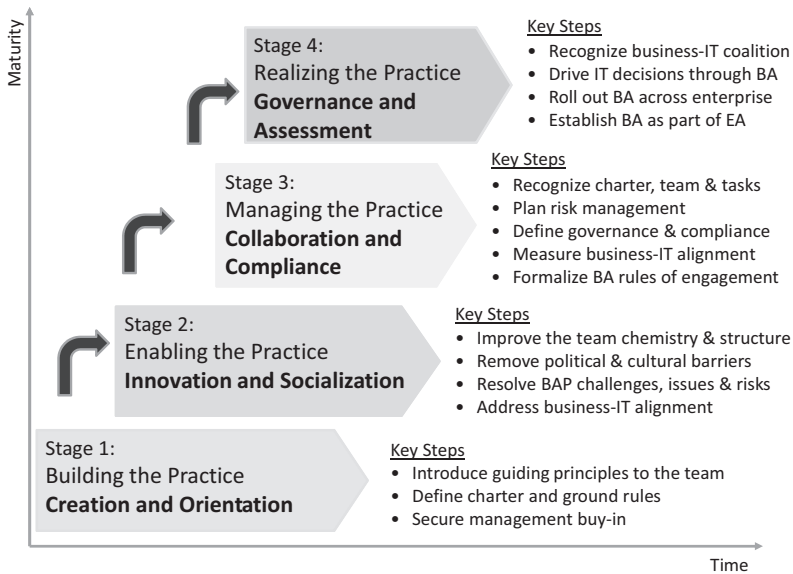 Maturity
Stage 4:
Realizing the Practice
Governance and
Assessment
Key Steps
• Recognize business-IT coalition
• Drive IT decisions through BA
• Roll out BA across enterprise
• Establish BA as part of EA
Stage 3:
Managing the Practice
Collaboration and
Compliance
Key Steps
• Recognize charter, team & tasks
• Plan risk management
• Define governance & compliance
• Measure business-IT alignment
• Formalize BA rules of engagement
Stage 2:
Enabling the Practice
Innovation and Socialization
Key Steps
• Improve the team chemistry & structure
• Remove political & cultural barriers
• Resolve BAP challenges, issues & risks
• Address business-IT alignment
Stage 1:
Building the Practice
Creation and Orientation
Key Steps
• Introduce guiding principles to the team
• Define charter and ground rules
• Secure management buy-in
Time